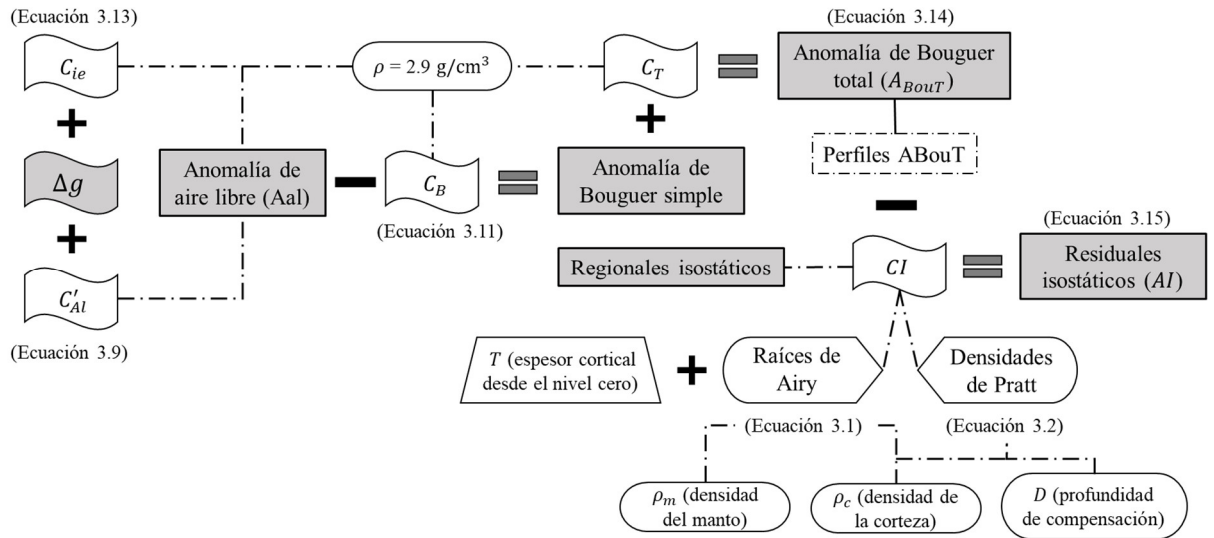 (Ecuación 3.13)
C_ie
+
Δg
+
C'_Al
(Ecuación 3.9)
Anomalía de
aire libre (Aal)
−
ρ = 2.9 g/cm³
C_B
(Ecuación 3.11)
=
Anomalía de
Bouguer simple
+
C_T
=
(Ecuación 3.14)
Anomalía de Bouguer
total (A_BouT)
Perfiles ABouT
−
Regionales isostáticos
CI
=
(Ecuación 3.15)
Residuales
isostáticos (AI)
T (espesor cortical
desde el nivel cero)
+
Raíces de
Airy
Densidades
de Pratt
(Ecuación 3.1)
(Ecuación 3.2)
ρ_m (densidad
del manto)
ρ_c (densidad de
la corteza)
D (profundidad
de compensación)